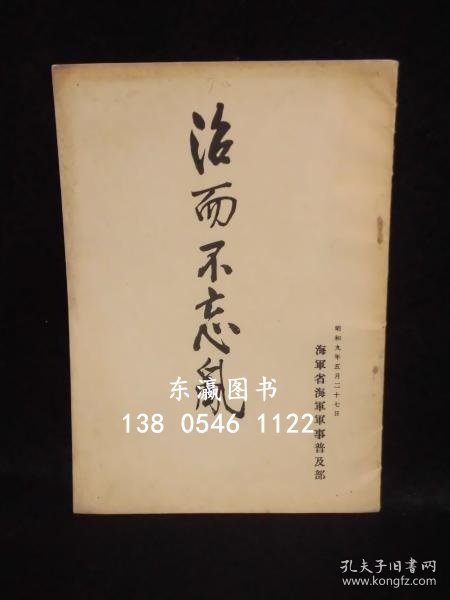 治而不忘亂
昭和九年五月二十七日
海軍省海軍軍事普及部
东瀛图书
138 0546 1122
孔夫子旧书网
www.kongfz.com